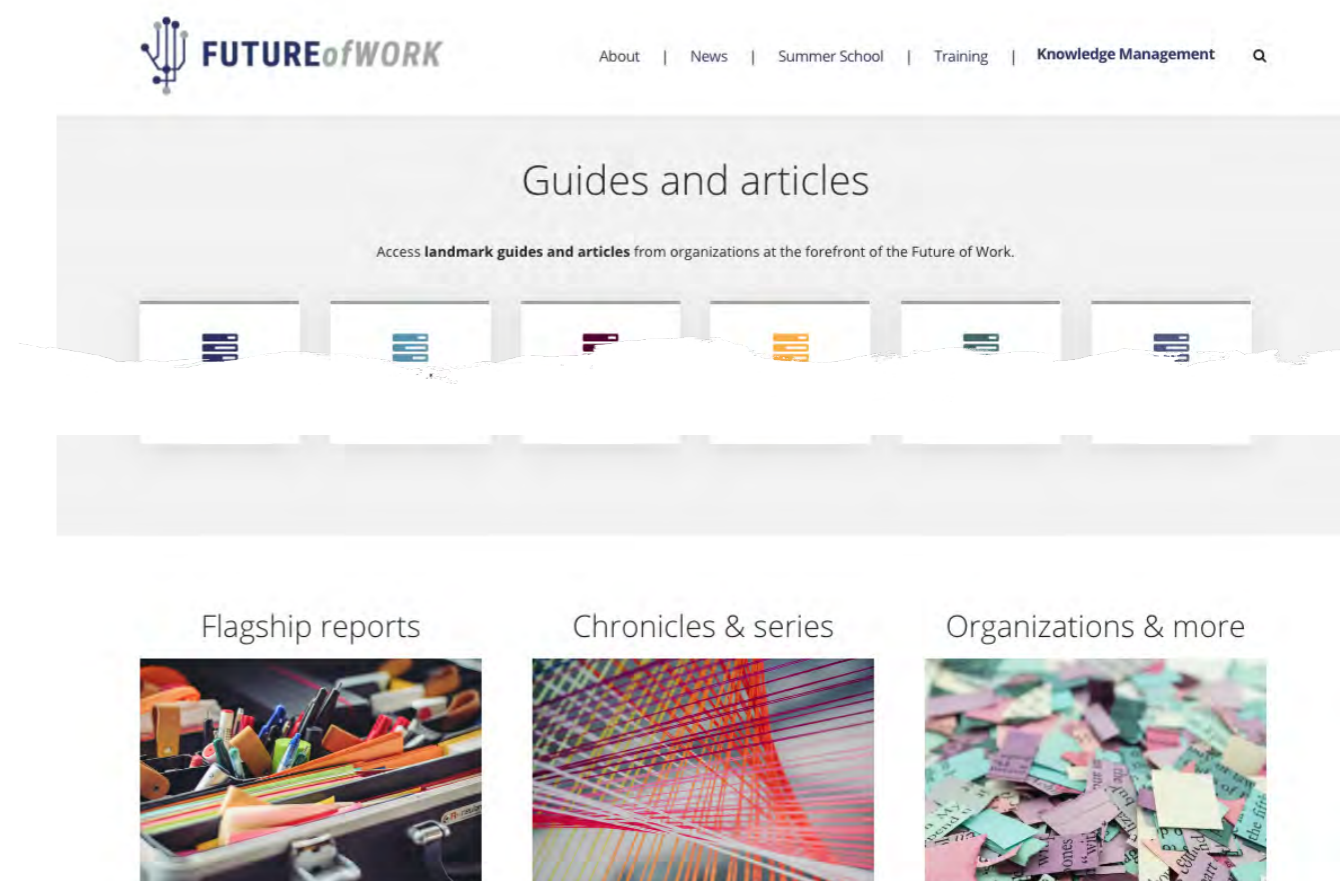 FUTUREofWORK
About | News | Summer School | Training | Knowledge Management
Guides and articles
Access landmark guides and articles from organizations at the forefront of the Future of Work.
Flagship reports
Chronicles & series
Organizations & more